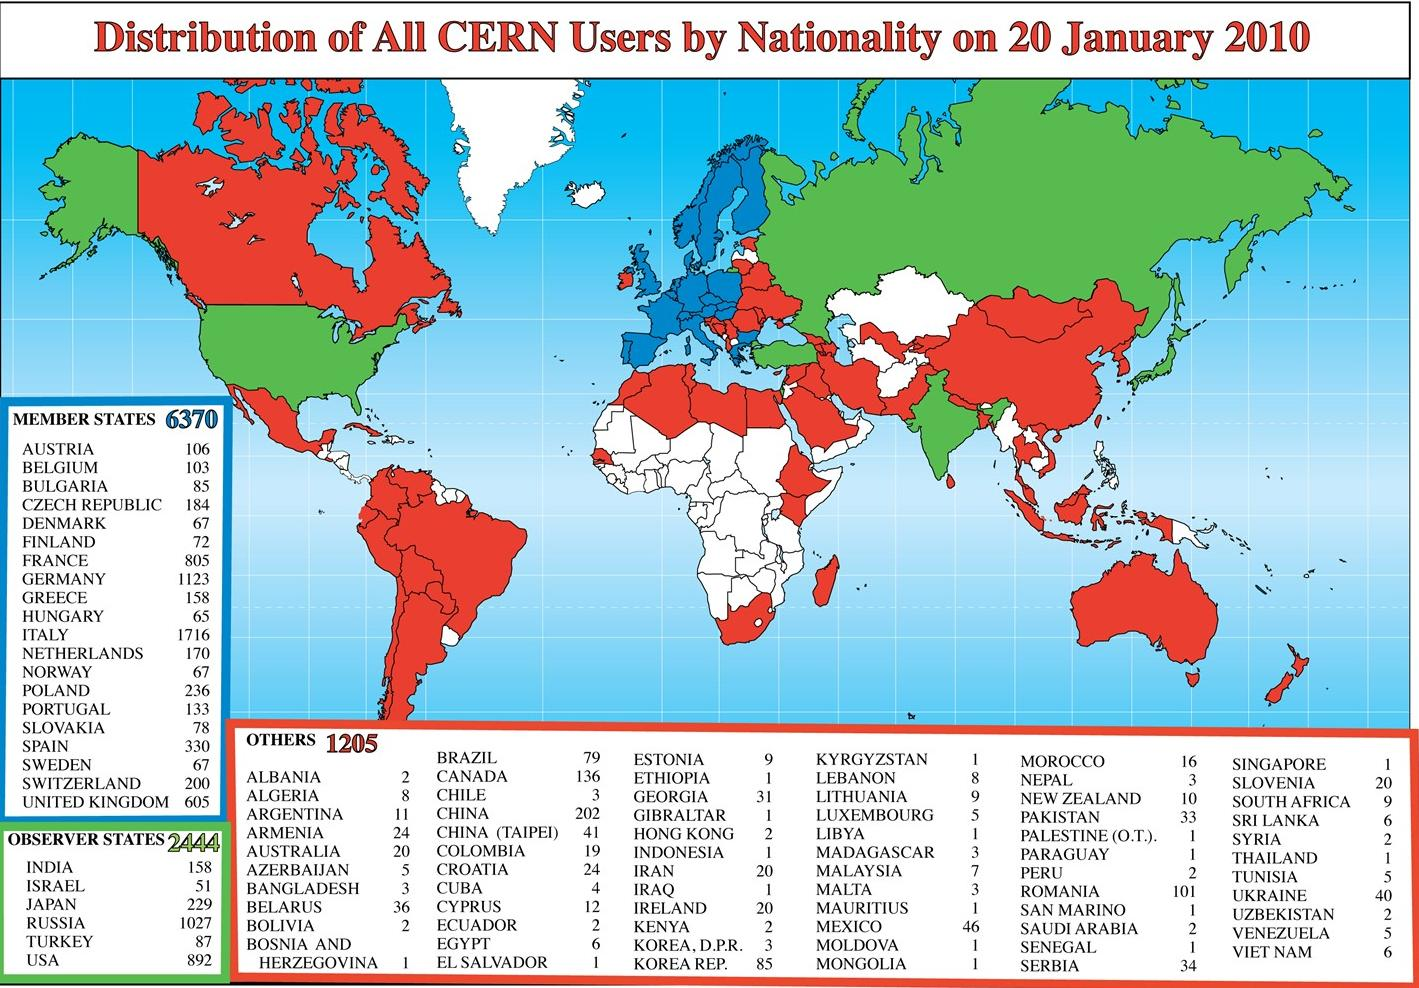 Distribution of All CERN Users by Nationality on 20 January 2010
MEMBER STATES 6370
AUSTRIA 106
BELGIUM 103
BULGARIA 85
CZECH REPUBLIC 184
DENMARK 67
FINLAND 72
FRANCE 805
GERMANY 1123
GREECE 158
HUNGARY 65
ITALY 1716
NETHERLANDS 170
NORWAY 67
POLAND 236
PORTUGAL 133
SLOVAKIA 78
SPAIN 330
SWEDEN 67
SWITZERLAND 200
UNITED KINGDOM 605
OBSERVER STATES 2444
INDIA 158
ISRAEL 51
JAPAN 229
RUSSIA 1027
TURKEY 87
USA 892
OTHERS 1205
ALBANIA 2
ALGERIA 8
ARGENTINA 11
ARMENIA 24
AUSTRALIA 20
AZERBAIJAN 5
BANGLADESH 3
BELARUS 36
BOLIVIA 2
BOSNIA AND
HERZEGOVINA 1
BRAZIL 79
CANADA 136
CHILE 3
CHINA 202
CHINA (TAIPEI) 41
COLOMBIA 19
CROATIA 24
CUBA 4
CYPRUS 12
ECUADOR 2
EGYPT 6
EL SALVADOR 1
ESTONIA 9
ETHIOPIA 1
GEORGIA 31
GIBRALTAR 1
HONG KONG 2
INDONESIA 1
IRAN 20
IRAQ 1
IRELAND 20
KENYA 2
KOREA, D.P.R. 3
KOREA REP. 85
KYRGYZSTAN 1
LEBANON 8
LITHUANIA 9
LUXEMBOURG 5
LIBYA 1
MADAGASCAR 3
MALAYSIA 7
MALTA 3
MAURITIUS 1
MEXICO 46
MOLDOVA 1
MONGOLIA 1
MOROCCO 16
NEPAL 3
NEW ZEALAND 10
PAKISTAN 33
PALESTINE (O.T.). 1
PARAGUAY 1
PERU 2
ROMANIA 101
SAN MARINO 1
SAUDI ARABIA 2
SENEGAL 1
SERBIA 34
SINGAPORE 1
SLOVENIA 20
SOUTH AFRICA 9
SRI LANKA 6
SYRIA 2
THAILAND 1
TUNISIA 5
UKRAINE 40
UZBEKISTAN 2
VENEZUELA 5
VIET NAM 6